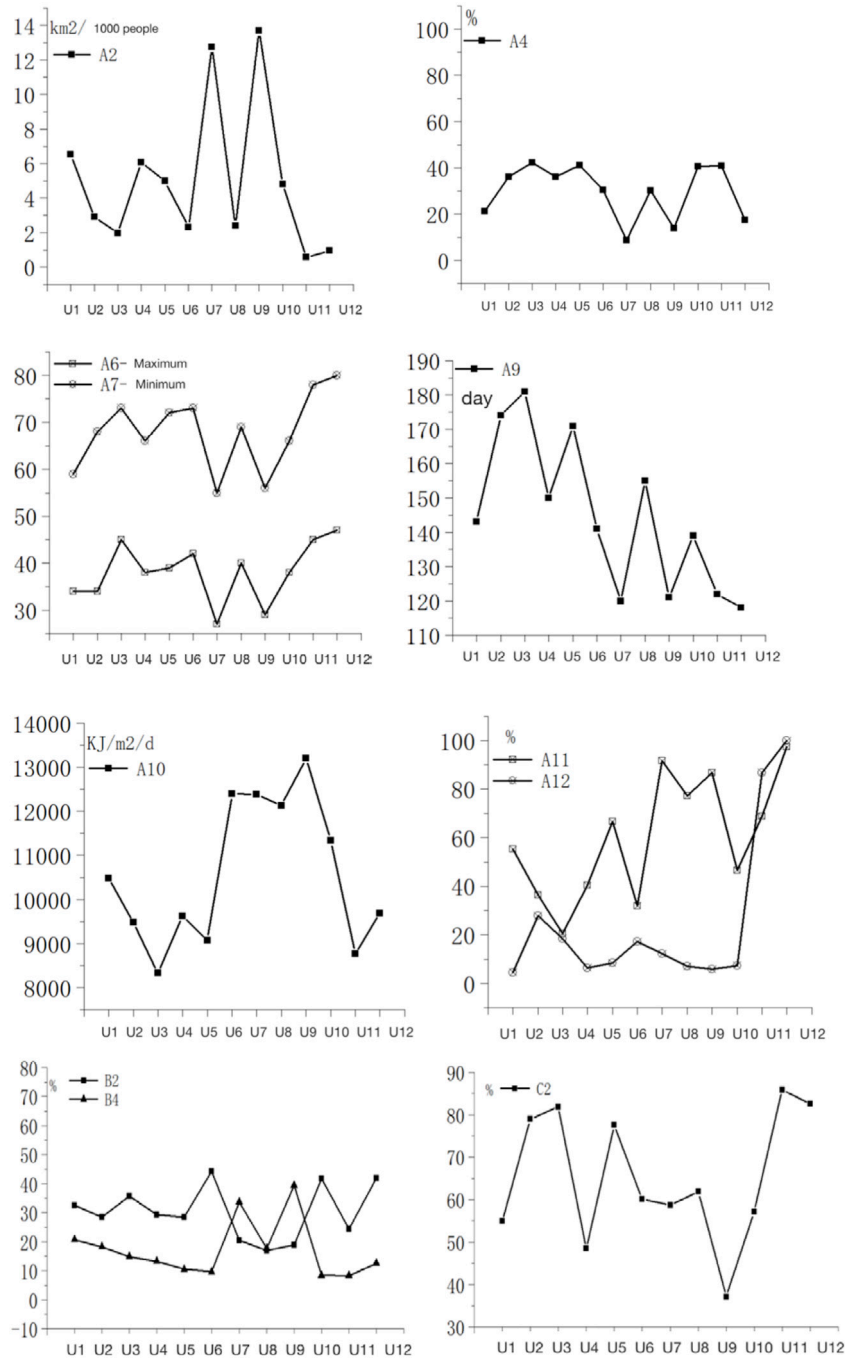 km2/ 1000 people
A2
14
12
10
8
6
4
2
0
U1 U2 U3 U4 U5 U6 U7 U8 U9 U10 U11 U12
%
A4
100
80
60
40
20
0
U1 U2 U3 U4 U5 U6 U7 U8 U9 U10 U11 U12
A6- Maximum
A7- Minimum
80
70
60
50
40
30
U1 U2 U3 U4 U5 U6 U7 U8 U9 U10 U11 U12
A9
day
190
180
170
160
150
140
130
120
110
U1 U2 U3 U4 U5 U6 U7 U8 U9 U10 U11 U12
KJ/m2/d
A10
14000
13000
12000
11000
10000
9000
8000
U1 U2 U3 U4 U5 U6 U7 U8 U9 U10 U11 U12
%
A11
A12
100
80
60
40
20
0
U1 U2 U3 U4 U5 U6 U7 U8 U9 U10 U11 U12
%
B2
B4
80
70
60
50
40
30
20
10
0
-10
U1 U2 U3 U4 U5 U6 U7 U8 U9 U10 U11 U12
% C2
90
80
70
60
50
40
30
U1 U2 U3 U4 U5 U6 U7 U8 U9 U10 U11 U12